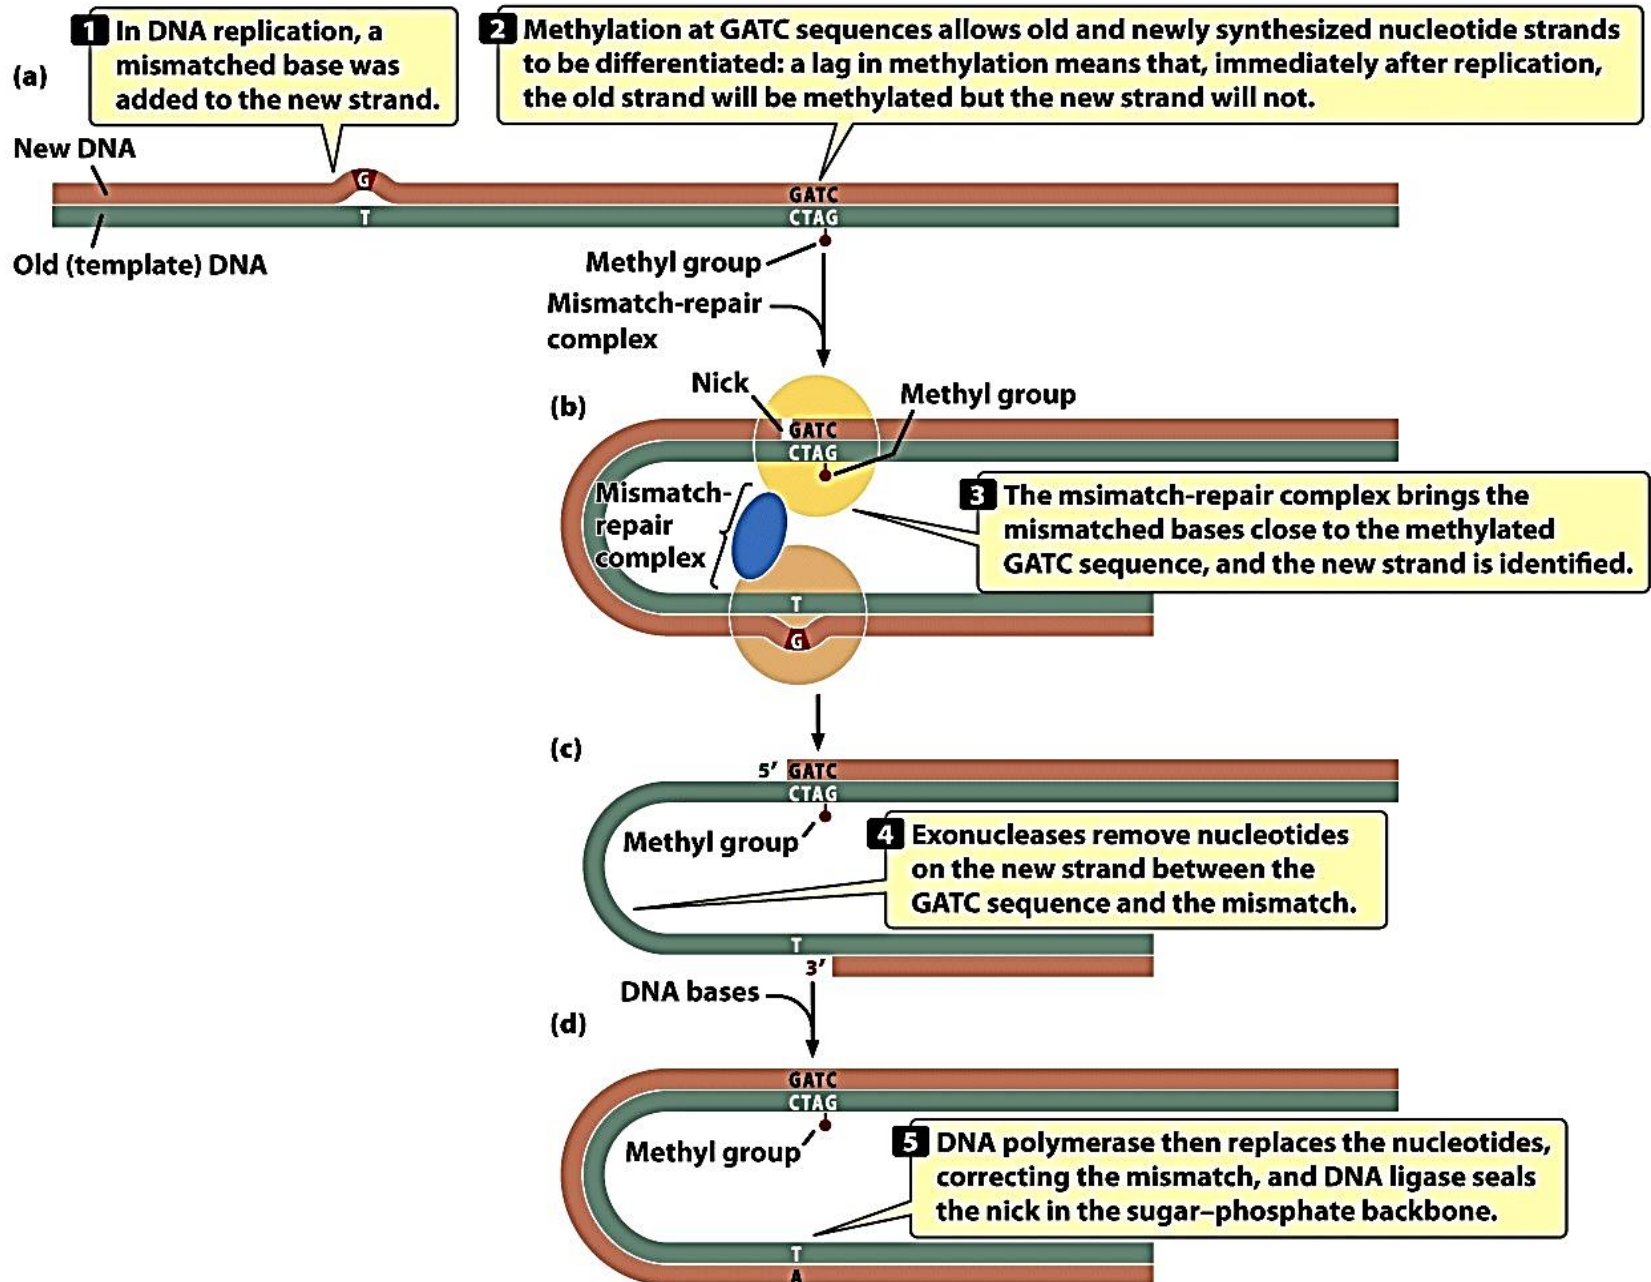 (a)
1 In DNA replication, a
mismatched base was
added to the new strand.
2 Methylation at GATC sequences allows old and newly synthesized nucleotide strands
to be differentiated: a lag in methylation means that, immediately after replication,
the old strand will be methylated but the new strand will not.
New DNA
G
GATC
T
CTAG
Old (template) DNA
Methyl group
Mismatch-repair
complex
(b)
Nick
Methyl group
GATC
CTAG
Mismatch-
repair
complex
3 The msimatch-repair complex brings the
mismatched bases close to the methylated
GATC sequence, and the new strand is identified.
T
G
(c)
5′ GATC
CTAG
Methyl group
4 Exonucleases remove nucleotides
on the new strand between the
GATC sequence and the mismatch.
T
3′
DNA bases
(d)
GATC
CTAG
Methyl group
5 DNA polymerase then replaces the nucleotides,
correcting the mismatch, and DNA ligase seals
the nick in the sugar–phosphate backbone.
T
A